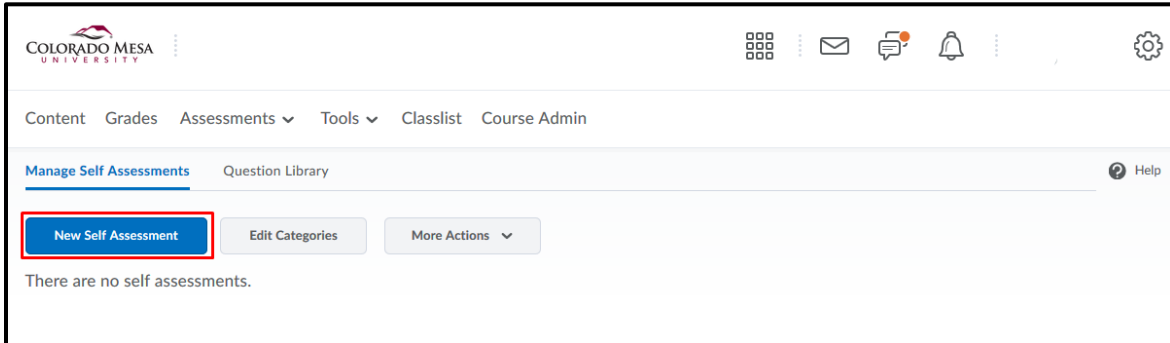 COLORADO MESA
UNIVERSITY
Content Grades Assessments Tools Classlist Course Admin
Manage Self Assessments Question Library Help
New Self Assessment Edit Categories More Actions
There are no self assessments.